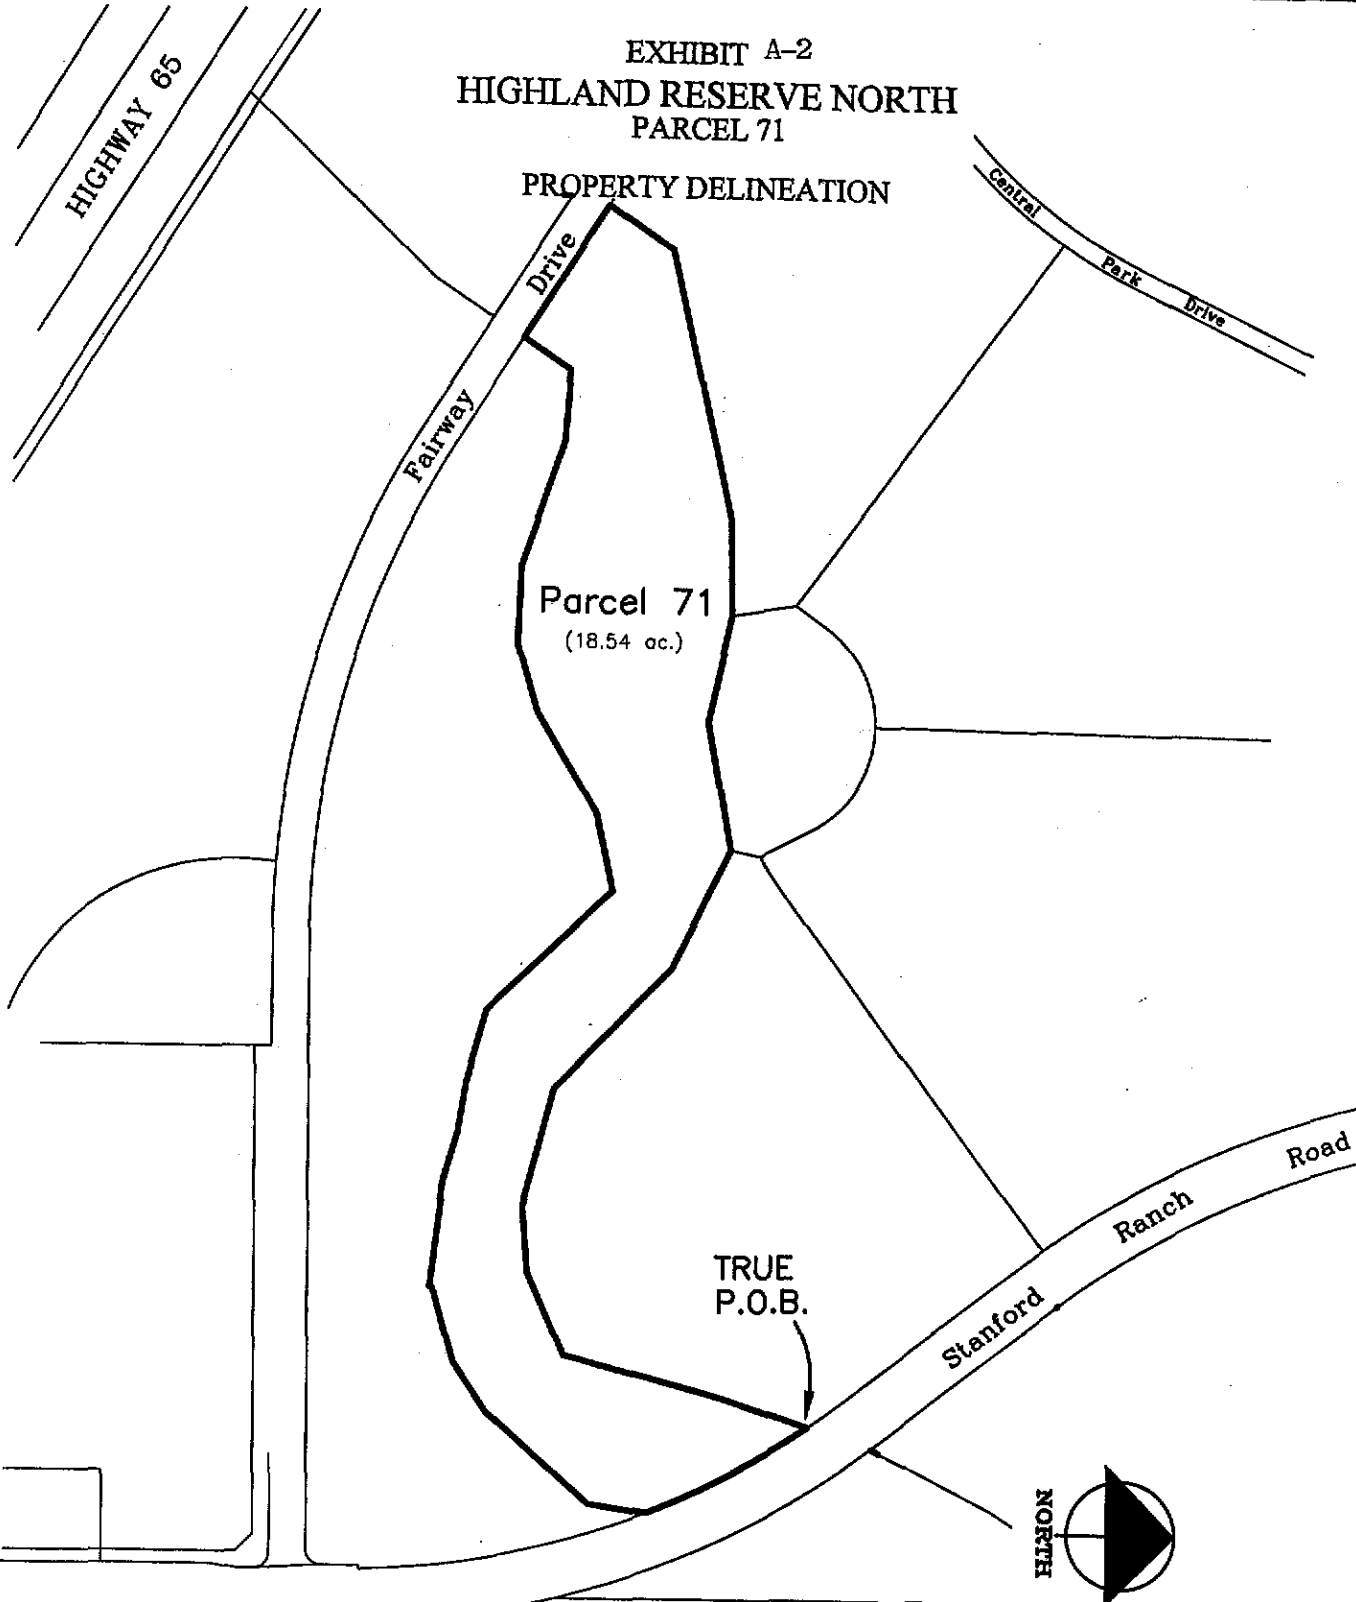 EXHIBIT A-2
HIGHLAND RESERVE NORTH
PARCEL 71
PROPERTY DELINEATION
HIGHWAY 65
Central Park Drive
Fairway Drive
Parcel 71
(18.54 ac.)
TRUE
P.O.B.
Stanford Ranch Road
NORTH